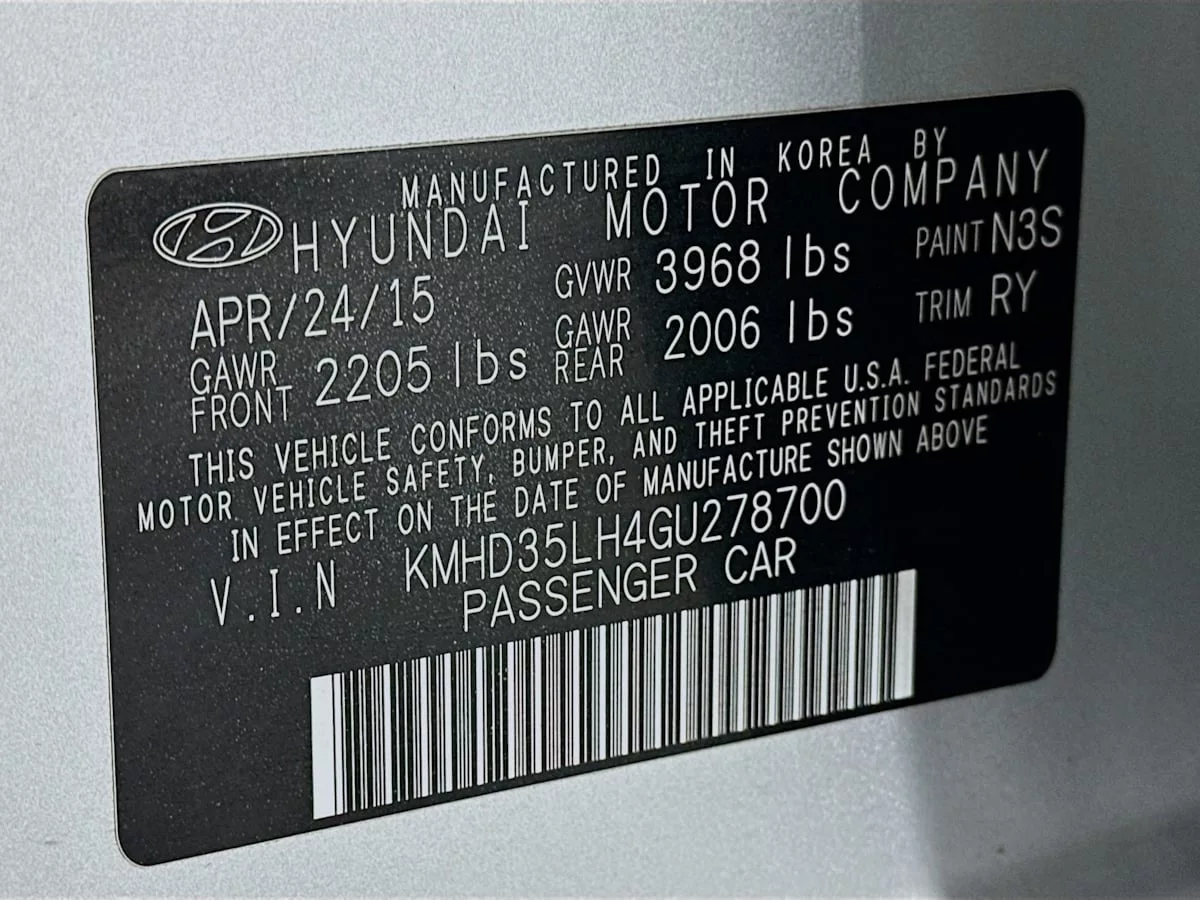 MANUFACTURED IN KOREA BY
HYUNDAI MOTOR COMPANY
APR/24/15 GVWR 3968 lbs PAINT N3S
GAWR FRONT 2205 lbs GAWR REAR 2006 lbs TRIM RY
THIS VEHICLE CONFORMS TO ALL APPLICABLE U.S.A. FEDERAL
MOTOR VEHICLE SAFETY, BUMPER, AND THEFT PREVENTION STANDARDS
IN EFFECT ON THE DATE OF MANUFACTURE SHOWN ABOVE
V.I.N KMHD35LH4GU278700
PASSENGER CAR